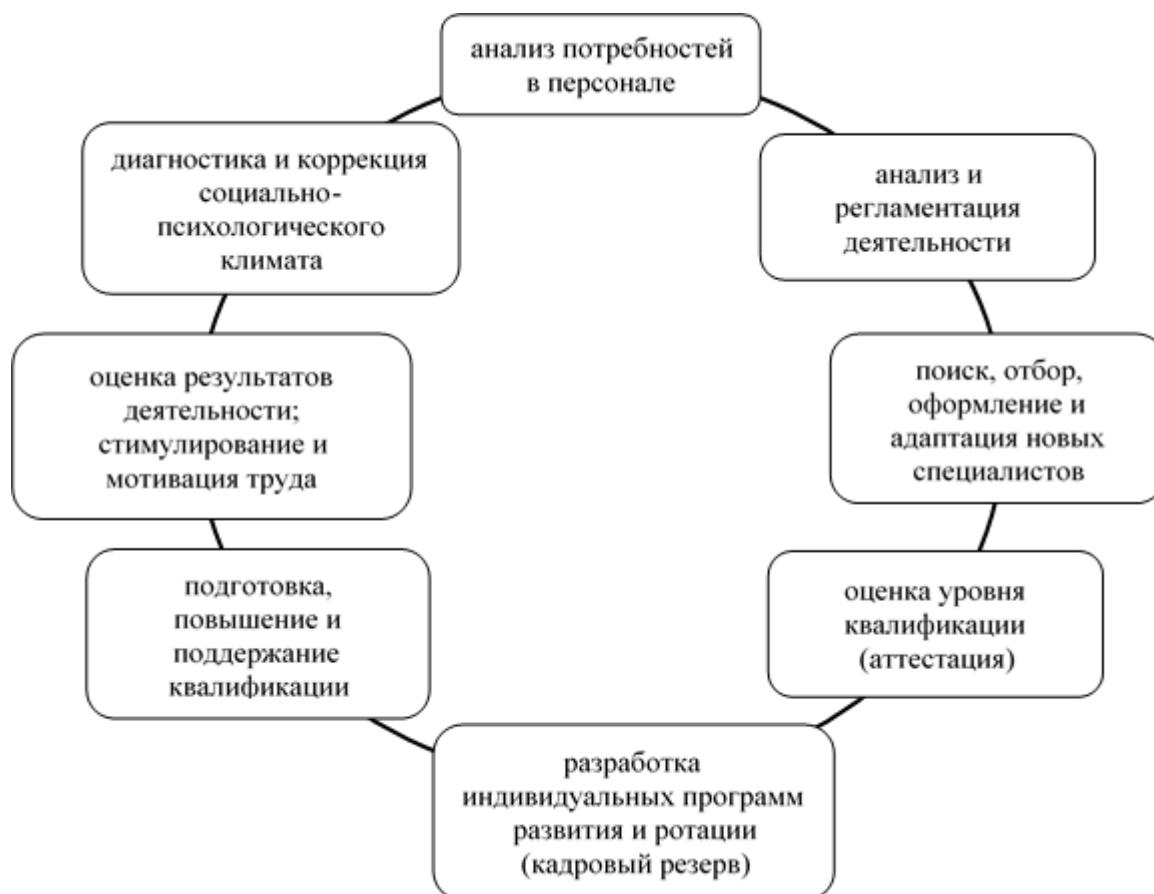 анализ потребностей
в персонале
анализ и
регламентация
деятельности
поиск, отбор,
оформление и
адаптация новых
специалистов
оценка уровня
квалификации
(аттестация)
разработка
индивидуальных программ
развития и ротации
(кадровый резерв)
подготовка,
повышение и
поддержание
квалификации
оценка результатов
деятельности;
стимулирование и
мотивация труда
диагностика и коррекция
социально-
психологического
климата